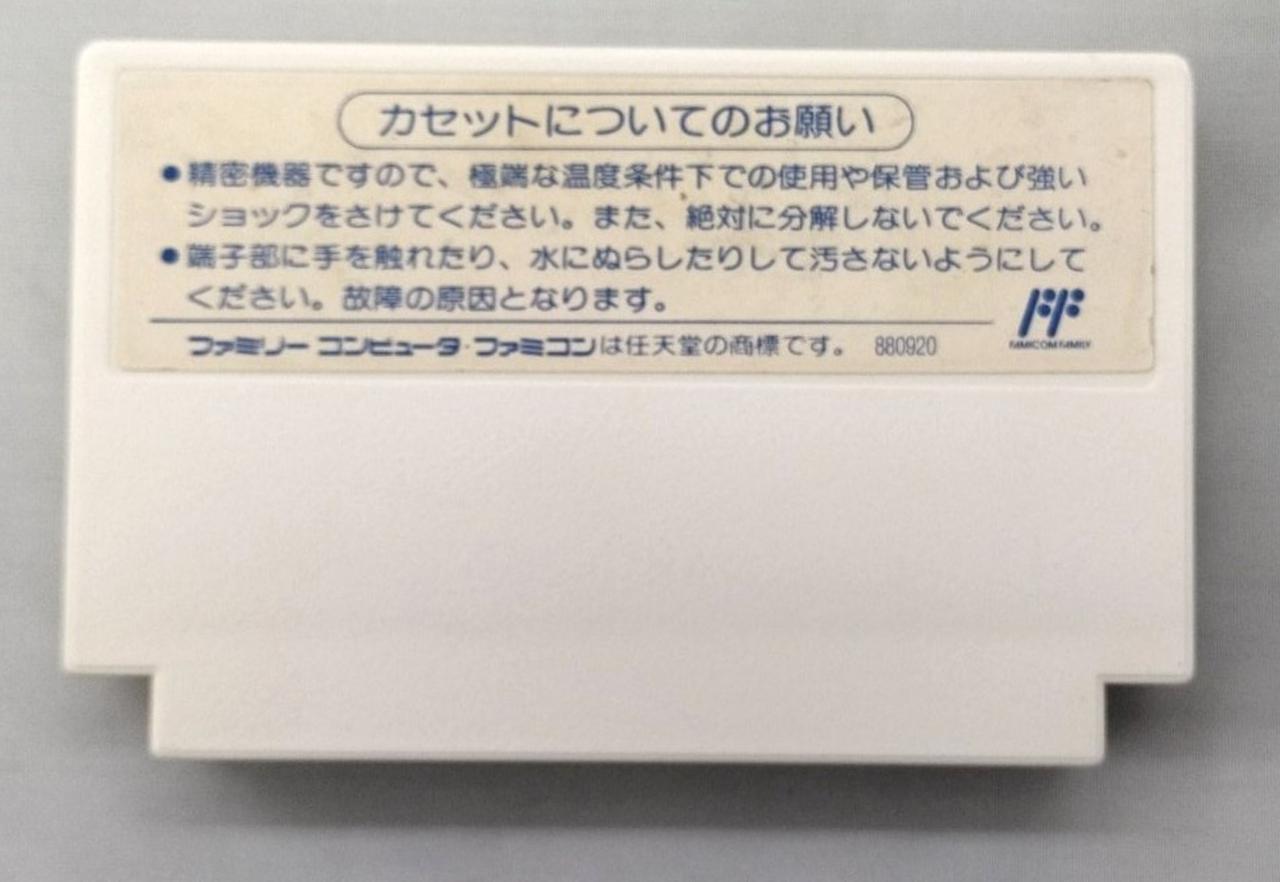 カセットについてのお願い
●精密機器ですので、極端な温度条件下での使用や保管および強い
ショックをさけてください。また、絶対に分解しないでください。
●端子部に手を触れたり、水にぬらしたりして汚さないようにして
ください。故障の原因となります。
ファミリー コンピュータ・ファミコンは任天堂の商標です。 880920
FAMICOM FAMILY